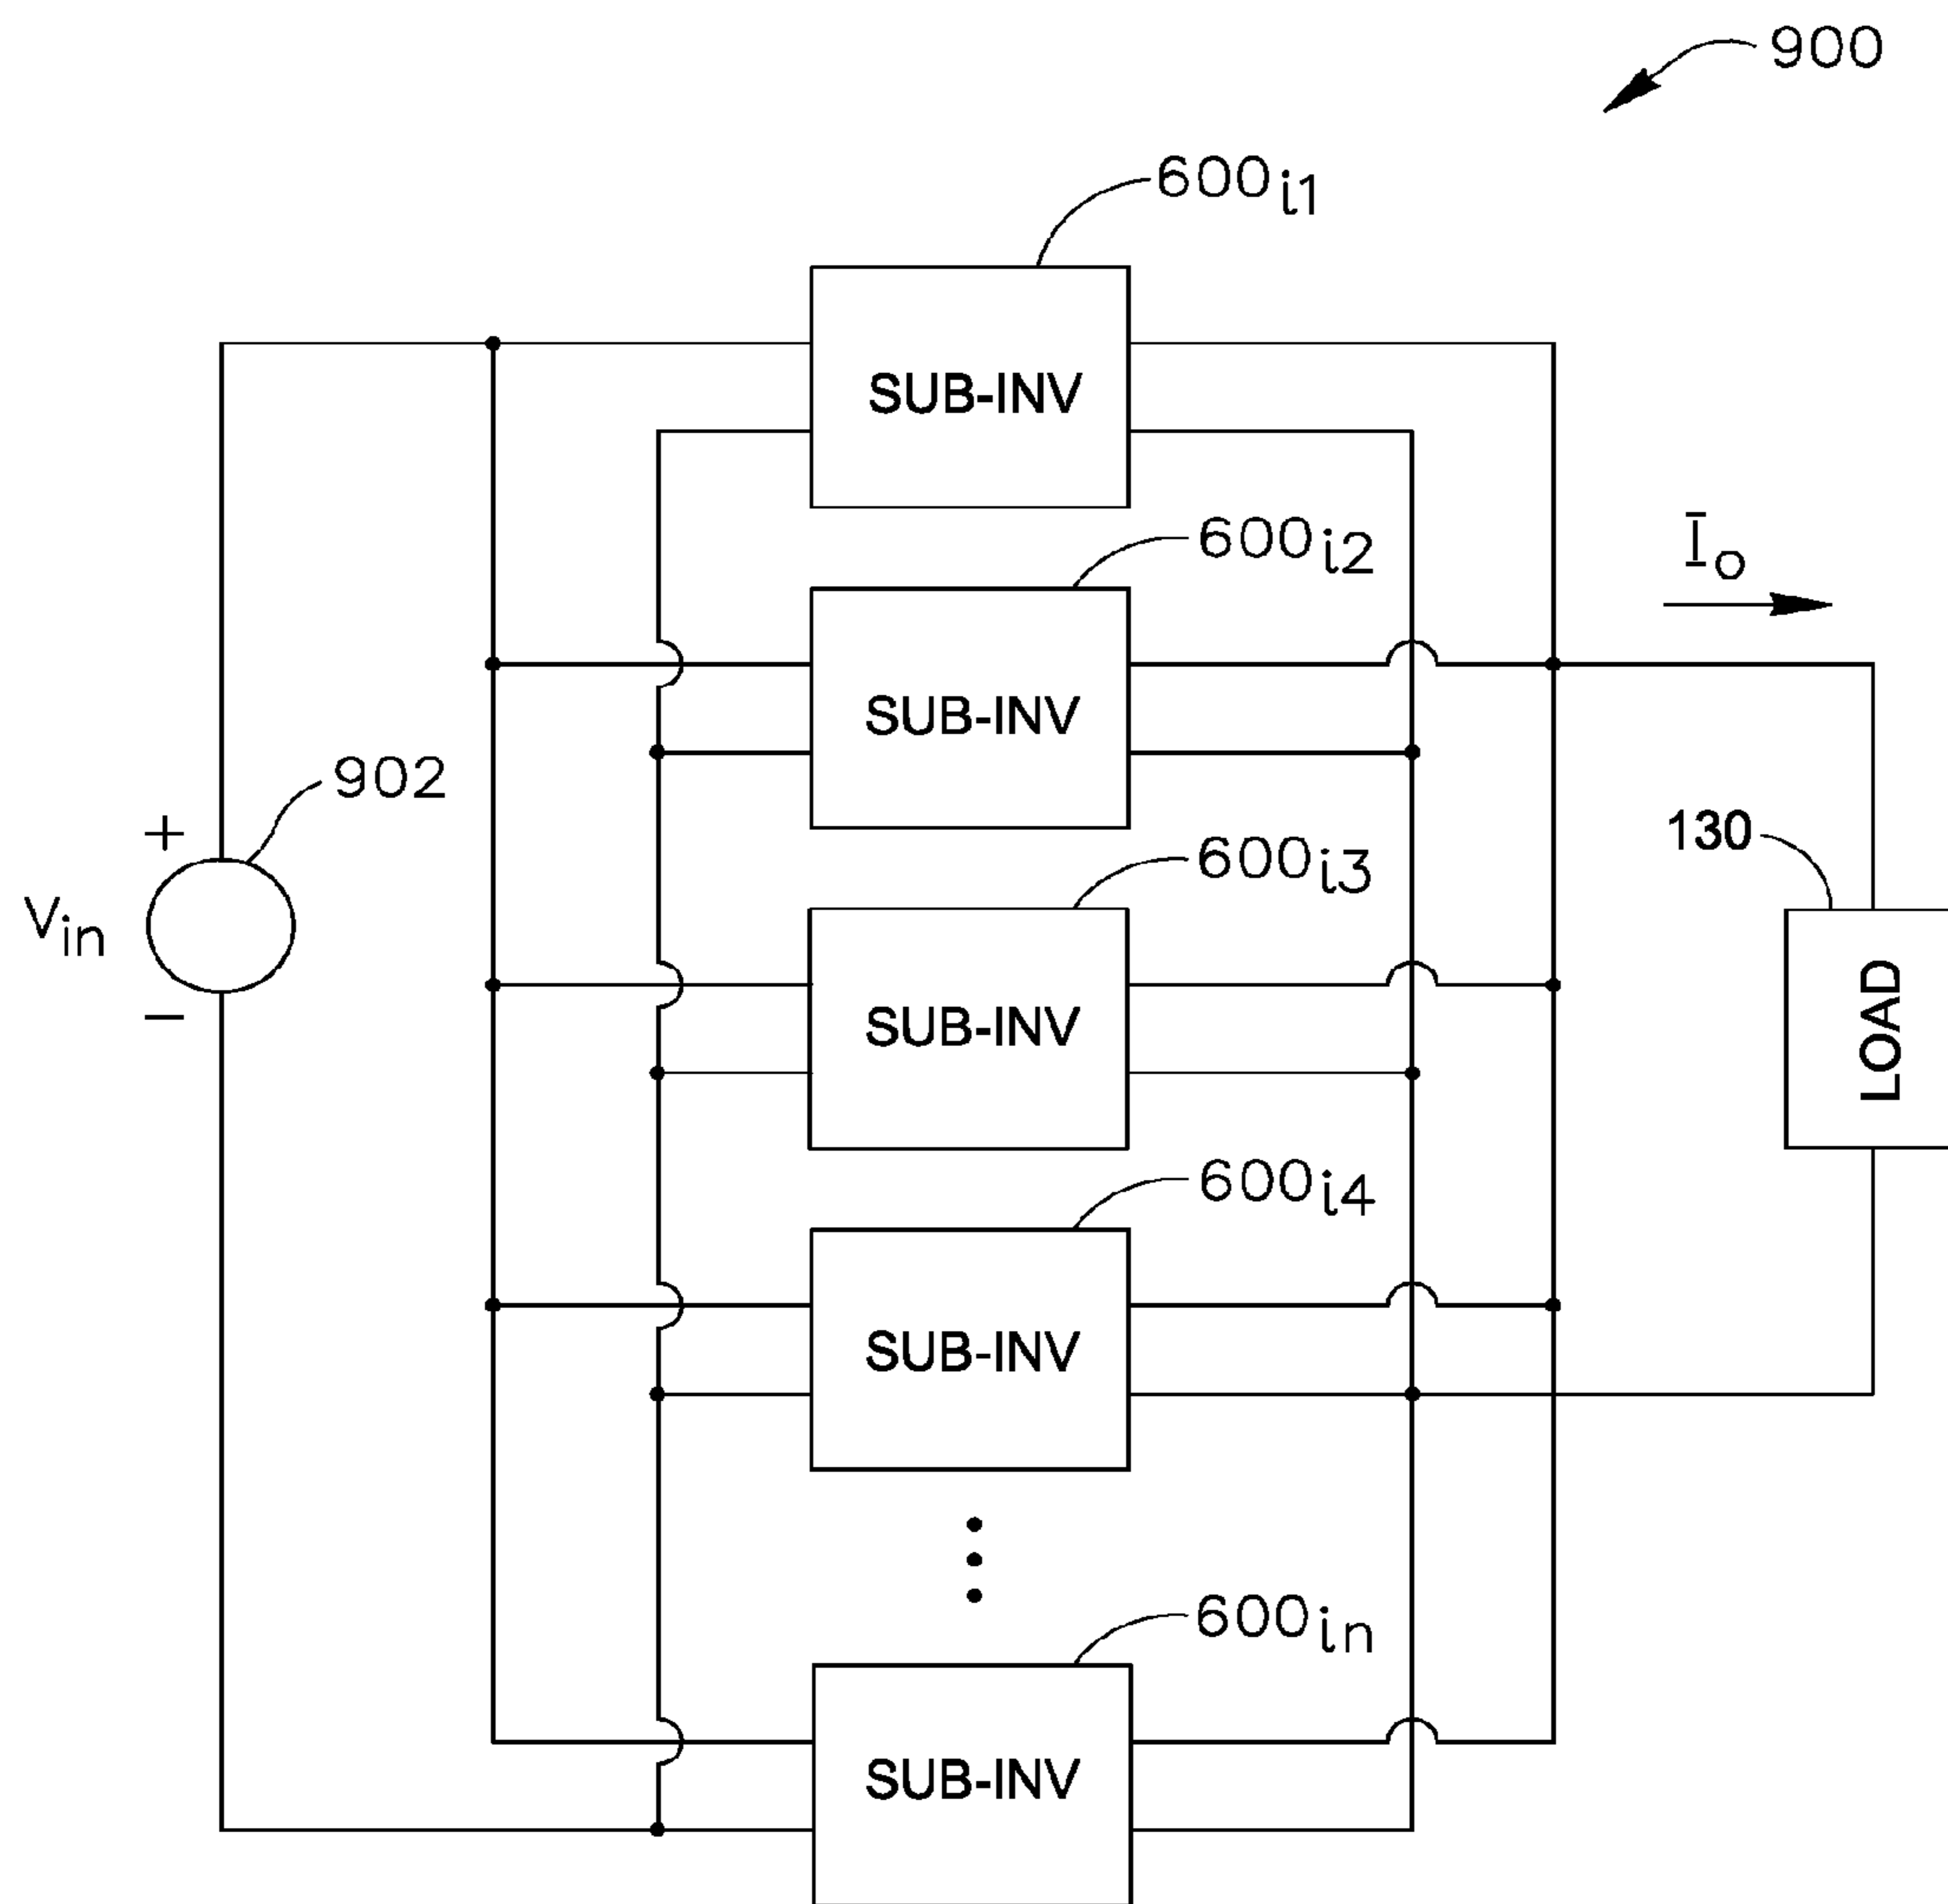 900
600i1
SUB-INV
600i2
SUB-INV
Īo
902
+
Vin
−
600i3
SUB-INV
130
LOAD
600i4
SUB-INV
600in
SUB-INV